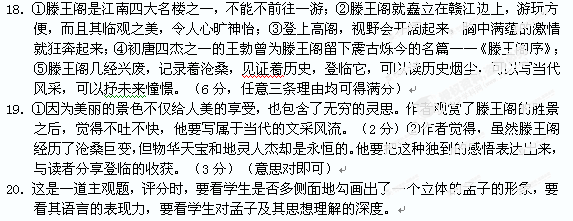 18. ①滕王阁是江南四大名楼之一，不能不前往一游；②滕王阁就矗立在赣江边上，游玩方
便，而且其临观之美，令人心旷神怡；③登上高阁，视野会开阔起来，胸中满蕴的激情
就狂奔起来；④初唐四杰之一的王勃曾为滕王阁留下震古烁今的名篇——《滕王阁序》；
⑤滕王阁几经兴废，记录着沧桑，见证着历史，登临它，可以读历史烟尘，可以写当代
风采，可以抒未来憧憬。（6 分，任意三条理由均可得满分）
19. ①因为美丽的景色不仅给人美的享受，也包含了无穷的灵思。作者观赏了滕王阁的胜景
之后，觉得不吐不快，他要写属于当代的文采风流。（2 分）②作者觉得，虽然滕王阁
经历了沧桑巨变，但物华天宝和地灵人杰却是永恒的。他要把这种独到的感悟表达出来，
与读者分享登临的收获。（3 分）（意思对即可）
20. 这是一道主观题，评分时，要看学生是否多侧面地勾画出了一个立体的孟子的形象，要
看其语言的表现力，要看学生对孟子及其思想理解的深度。